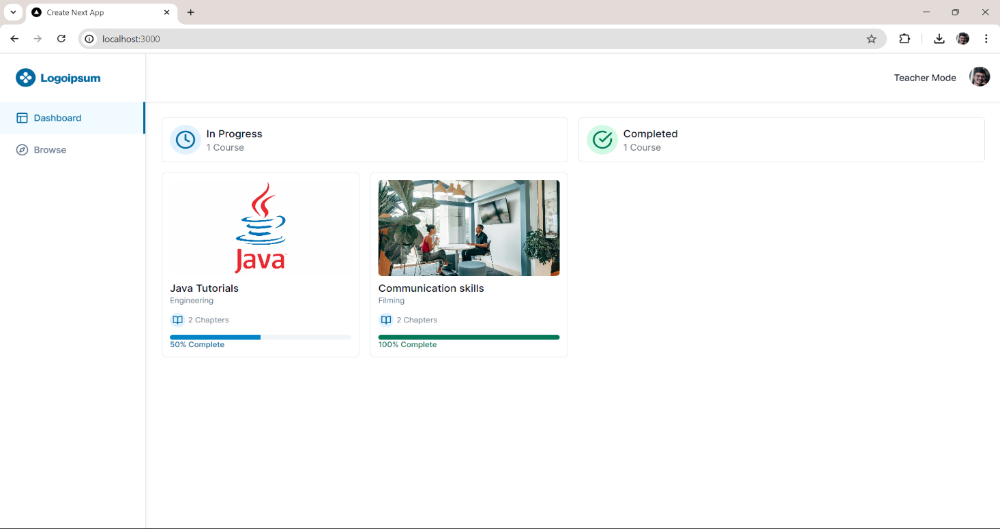 Create Next App
localhost:3000
Logoipsum
Teacher Mode
Dashboard
Browse
In Progress
1 Course
Completed
1 Course
Java
Java Tutorials
Engineering
2 Chapters
50% Complete
Communication skills
Filming
2 Chapters
100% Complete